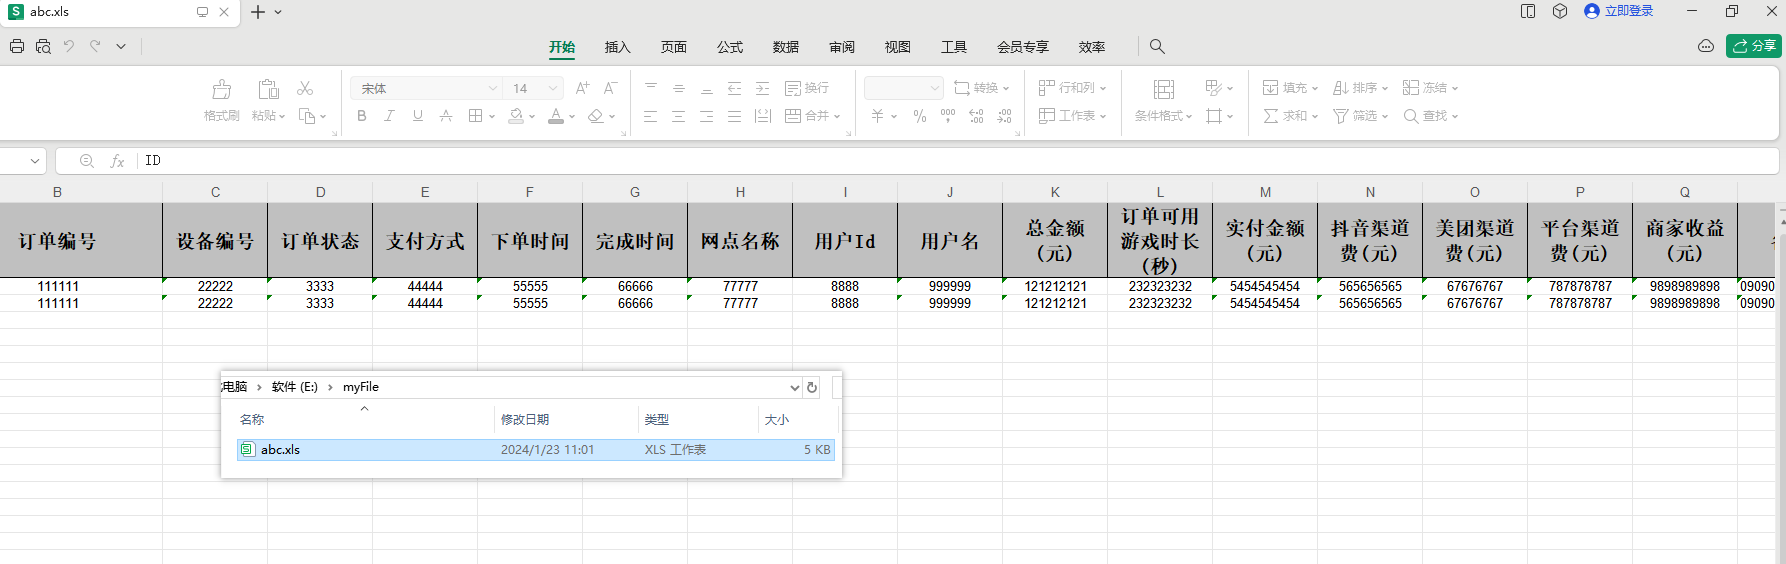 abc.xls
立即登录
开始 插入 页面 公式 数据 审阅 视图 工具 会员专享 效率
分享
宋体 14 换行 转换 行和列 填充 排序 冻结
格式刷 粘贴 B I U A A 合并 ¥ % 工作表 条件格式 求和 筛选 查找
fx ID
B C D E F G H I J K L M N O P Q
订单编号 设备编号 订单状态 支付方式 下单时间 完成时间 网点名称 用户Id 用户名 总金额(元) 订单可用游戏时长(秒) 实付金额(元) 抖音渠道费(元) 美团渠道费(元) 平台渠道费(元) 商家收益(元)
111111 22222 3333 44444 55555 66666 77777 8888 999999 121212121 232323232 5454545454 565656565 67676767 787878787 9898989898 09090
111111 22222 3333 44444 55555 66666 77777 8888 999999 121212121 232323232 5454545454 565656565 67676767 787878787 9898989898 09090
电脑 › 软件 (E:) › myFile
名称 修改日期 类型 大小
abc.xls 2024/1/23 11:01 XLS 工作表 5 KB